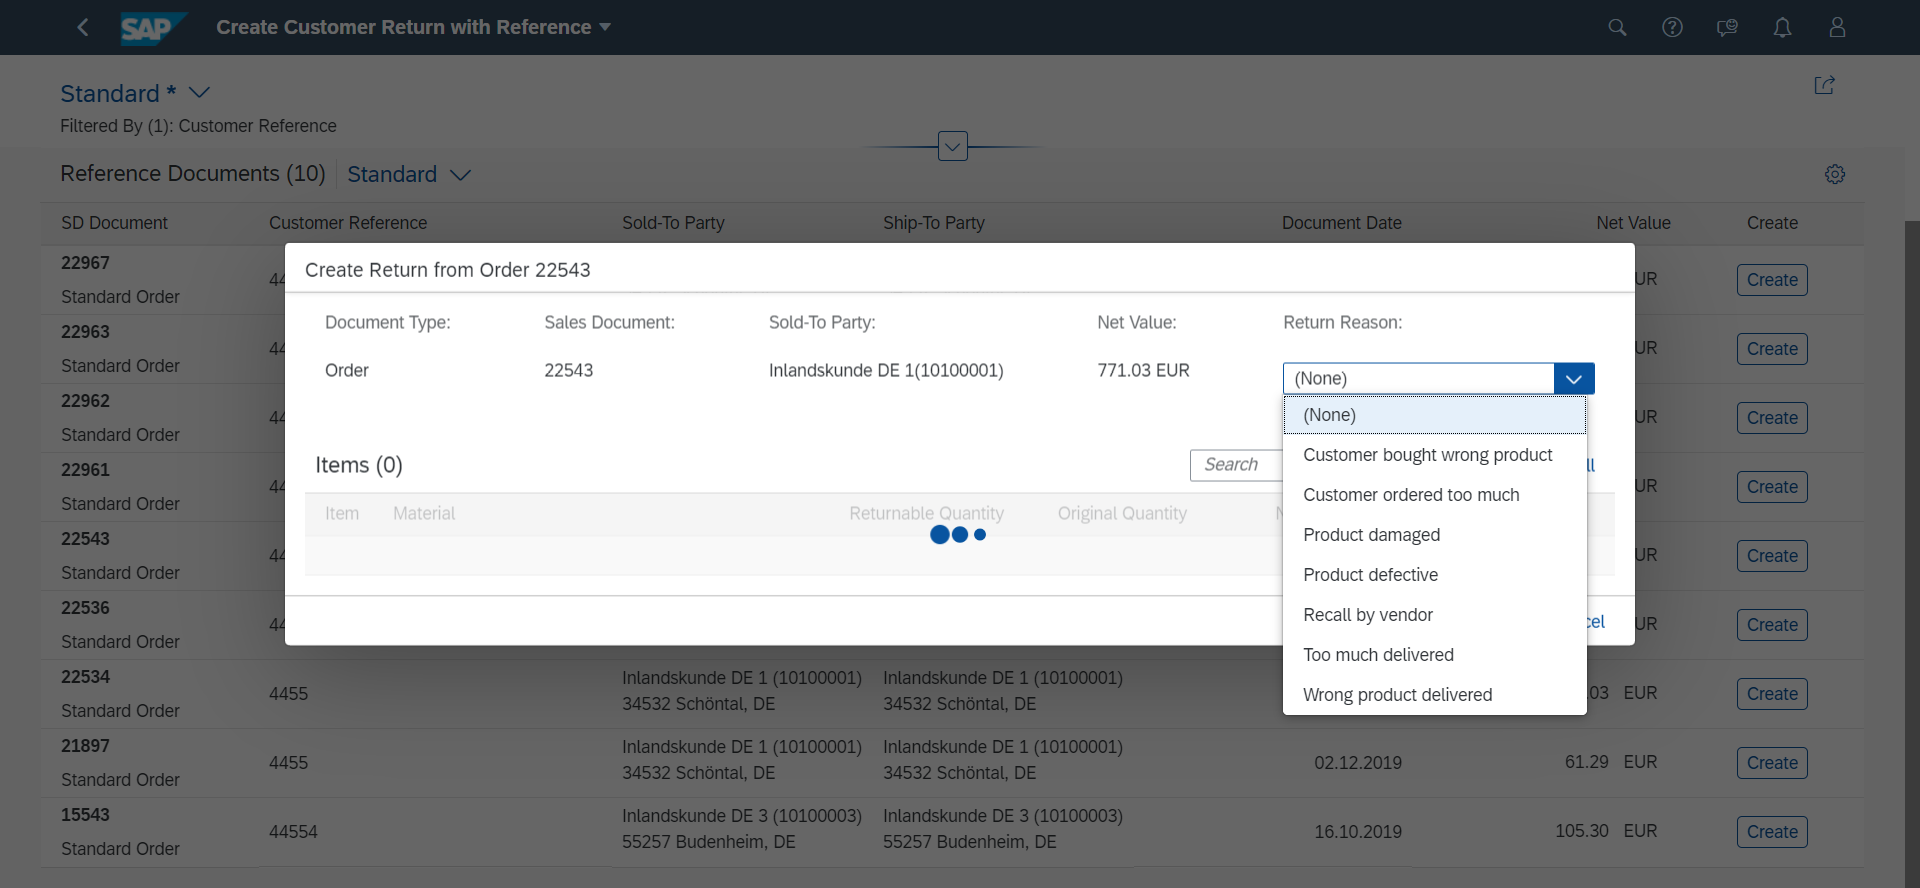 SAP Create Customer Return with Reference
Standard *
Filtered By (1): Customer Reference
Reference Documents (10) Standard
SD Document Customer Reference Sold-To Party Ship-To Party Document Date Net Value Create
22967
Standard Order
44
UR
Create
22963
Standard Order
44
UR
Create
22962
Standard Order
44
UR
Create
22961
Standard Order
44
UR
Create
22543
Standard Order
44
UR
Create
22536
Standard Order
44
UR
Create
22534
Standard Order
4455
Inlandskunde DE 1 (10100001)
34532 Schöntal, DE
Inlandskunde DE 1 (10100001)
34532 Schöntal, DE
.03 EUR
Create
21897
Standard Order
4455
Inlandskunde DE 1 (10100001)
34532 Schöntal, DE
Inlandskunde DE 1 (10100001)
34532 Schöntal, DE
02.12.2019
61.29 EUR
Create
15543
Standard Order
44554
Inlandskunde DE 3 (10100003)
55257 Budenheim, DE
Inlandskunde DE 3 (10100003)
55257 Budenheim, DE
16.10.2019
105.30 EUR
Create
Create Return from Order 22543
Document Type: Sales Document: Sold-To Party: Net Value: Return Reason:
Order 22543 Inlandskunde DE 1(10100001) 771.03 EUR (None)
(None)
Customer bought wrong product
Customer ordered too much
Product damaged
Product defective
Recall by vendor
Too much delivered
Wrong product delivered
Items (0) Search ll
Item Material Returnable Quantity Original Quantity N
cel